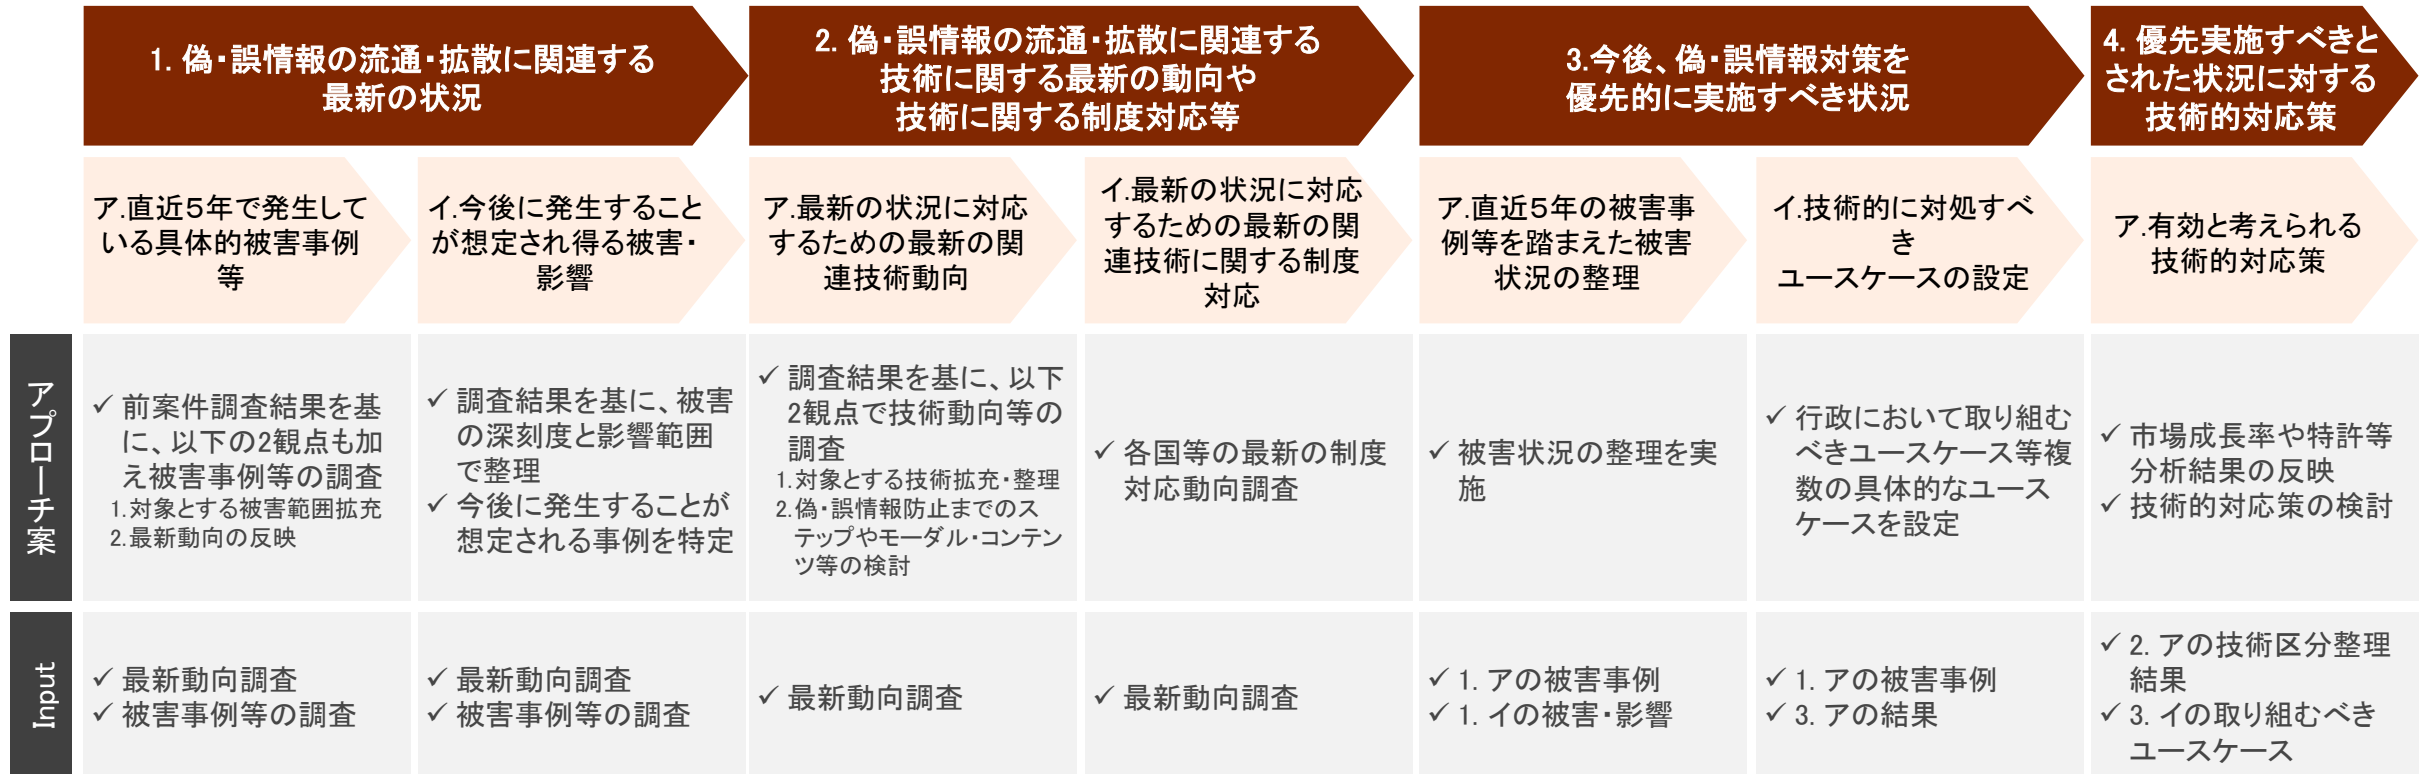 1. 偽・誤情報の流通・拡散に関連する
最新の状況
2. 偽・誤情報の流通・拡散に関連する
技術に関する最新の動向や
技術に関する制度対応等
3.今後、偽・誤情報対策を
優先的に実施すべき状況
4. 優先実施すべきと
された状況に対する
技術的対応策
ア.直近5年で発生して
いる具体的被害事例
等
イ.今後に発生すること
が想定され得る被害・
影響
ア.最新の状況に対応
するための最新の関
連技術動向
イ.最新の状況に対応
するための最新の関
連技術に関する制度
対応
ア.直近5年の被害事
例等を踏まえた被害
状況の整理
イ.技術的に対処すべ
き
ユースケースの設定
ア.有効と考えられる
技術的対応策
アプローチ案
✓ 前案件調査結果を基
に、以下の2観点も加
え被害事例等の調査
1.対象とする被害範囲拡充
2.最新動向の反映
✓ 調査結果を基に、被害
の深刻度と影響範囲
で整理
✓ 今後に発生することが
想定される事例を特定
✓ 調査結果を基に、以下
2観点で技術動向等の
調査
1.対象とする技術拡充・整理
2.偽・誤情報防止までのス
テップやモーダル・コンテン
ツ等の検討
✓ 各国等の最新の制度
対応動向調査
✓ 被害状況の整理を実
施
✓ 行政において取り組む
べきユースケース等複
数の具体的なユース
ケースを設定
✓ 市場成長率や特許等
分析結果の反映
✓ 技術的対応策の検討
Input
✓ 最新動向調査
✓ 被害事例等の調査
✓ 最新動向調査
✓ 被害事例等の調査
✓ 最新動向調査
✓ 最新動向調査
✓ 1. アの被害事例
✓ 1. イの被害・影響
✓ 1. アの被害事例
✓ 3. アの結果
✓ 2. アの技術区分整理
結果
✓ 3. イの取り組むべき
ユースケース